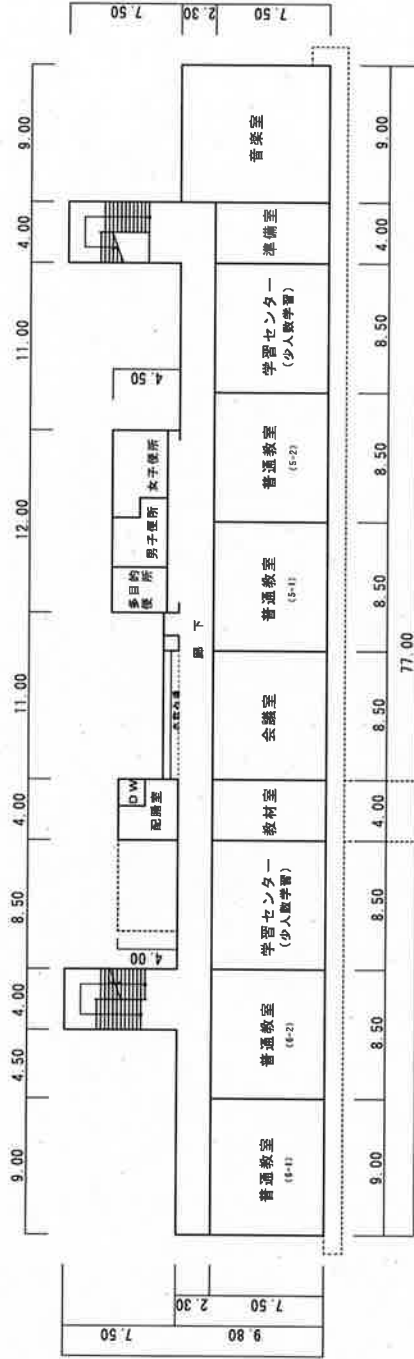 9.00 4.50 4.00 8.50 4.00 11.00 12.00 11.00 4.00 9.00
7.50
2.30
7.50
9.80
7.50
4.00
4.50
7.50
2.30
7.50
DW
配膳室
多目的
便所
男子便所
女子便所
廊下
普通教室
(6-1)
普通教室
(6-2)
学習センター
(少人数学習)
教材室
会議室
普通教室
(5-1)
普通教室
(5-2)
学習センター
(少人数学習)
準備室
音楽室
9.00 8.50 8.50 4.00 8.50 8.50 8.50 8.50 4.00 9.00
77.00